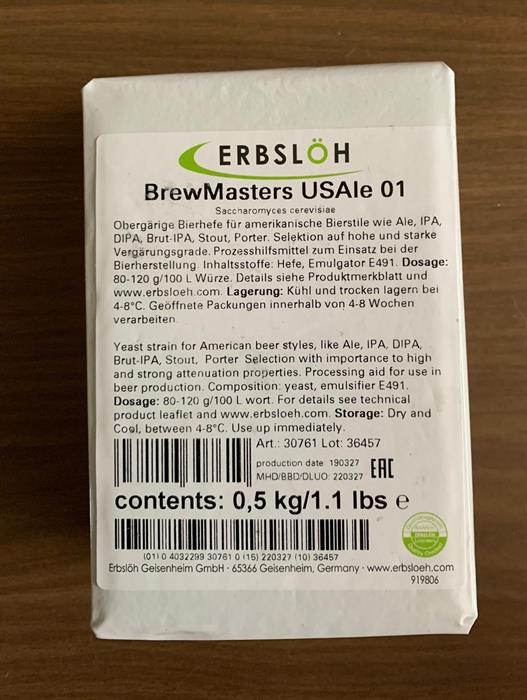 ERBSLÖH
BrewMasters USAle 01
Saccharomyces cerevisiae
Obergärige Bierhefe für amerikanische Bierstile wie Ale, IPA,
DIPA, Brut-IPA, Stout, Porter. Selektion auf hohe und starke
Vergärungsgrade. Prozesshilfsmittel zum Einsatz bei der
Bierherstellung. Inhaltsstoffe: Hefe, Emulgator E491. Dosage:
80-120 g/100 L Würze. Details siehe Produktmerkblatt und
www.erbsloeh.com. Lagerung: Kühl und trocken lagern bei
4-8°C. Geöffnete Packungen innerhalb von 4-8 Wochen
verarbeiten.
Yeast strain for American beer styles, like Ale, IPA, DIPA,
Brut-IPA, Stout, Porter Selection with importance to high
and strong attenuation properties. Processing aid for use in
beer production. Composition: yeast, emulsifier E491.
Dosage: 80-120 g/100 L wort. For details see technical
product leaflet and www.erbsloeh.com. Storage: Dry and
Cool, between 4-8°C. Use up immediately.
Art.: 30761 Lot: 36457
production date: 190327
MHD/BBD/DLUO: 220327
EAC
contents: 0,5 kg/1.1 lbs e
(01) 0 4032299 30761 0 (15) 220327 (10) 36457
ERBSLÖH
Erbslöh Geisenheim GmbH · 65366 Geisenheim, Germany · www.erbsloeh.com
919806